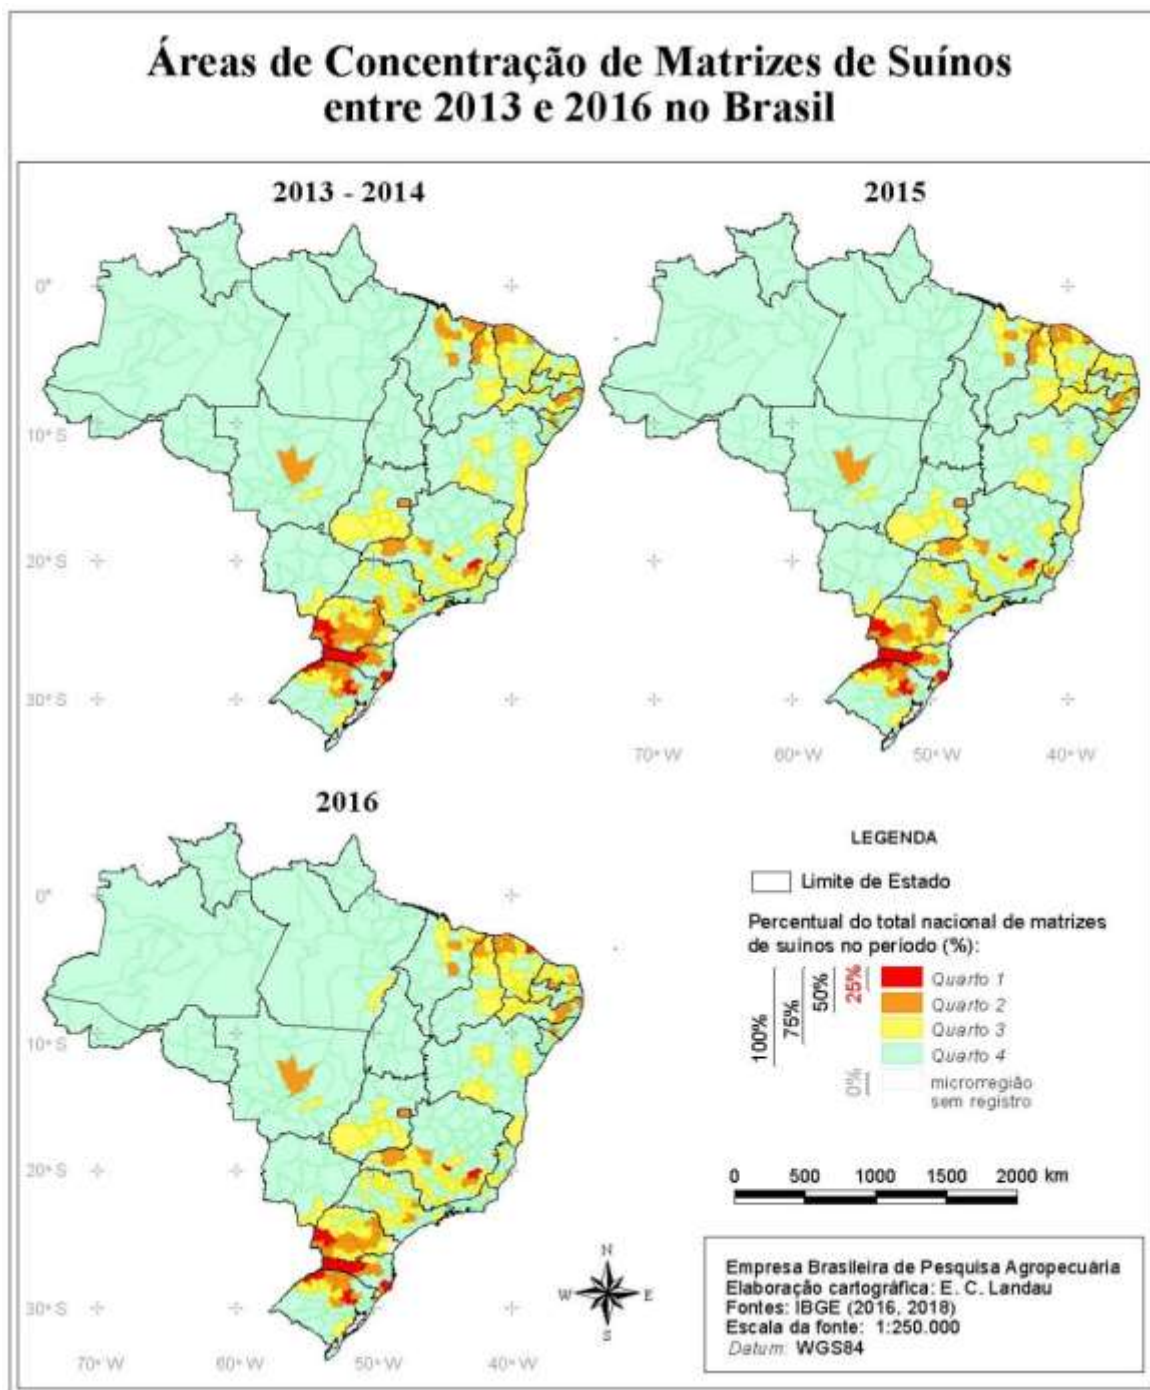 Áreas de Concentração de Matrizes de Suínos
entre 2013 e 2016 no Brasil
2013 - 2014
2015
0°
10° S
20° S
30° S
70° W
60° W
50° W
40° W
2016
0°
10° S
20° S
30° S
70° W
60° W
50° W
40° W
N
W
E
S
LEGENDA
Limite de Estado
Percentual do total nacional de matrizes
de suínos no período (%):
100%
75%
50%
25%
0%
Quarto 1
Quarto 2
Quarto 3
Quarto 4
microrregião
sem registro
0 500 1000 1500 2000 km
Empresa Brasileira de Pesquisa Agropecuária
Elaboração cartográfica: E. C. Landau
Fontes: IBGE (2016, 2018)
Escala da fonte: 1:250.000
Datum: WGS84